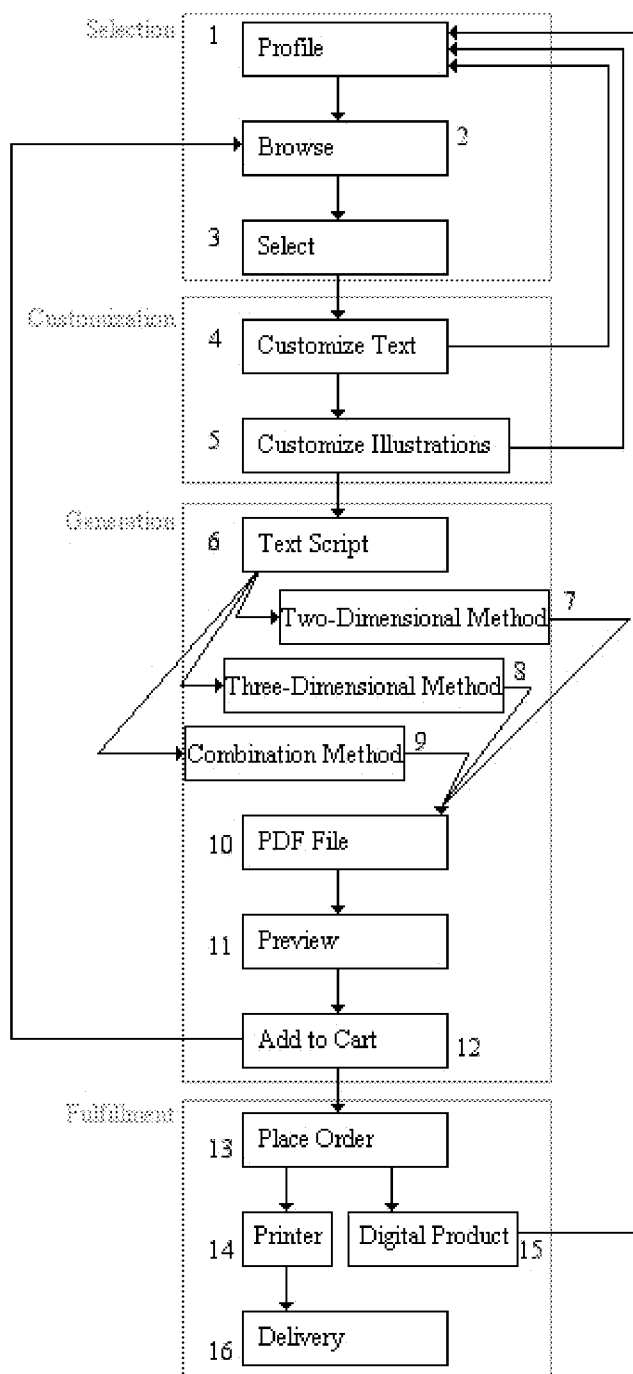 Selection
1
Profile
Browse
2
3
Select
Customization
4
Customize Text
5
Customize Illustrations
Generation
6
Text Script
Two-Dimensional Method
7
Three-Dimensional Method
8
Combination Method
9
10
PDF File
11
Preview
Add to Cart
12
Fulfillment
13
Place Order
14
Printer
Digital Product
15
16
Delivery